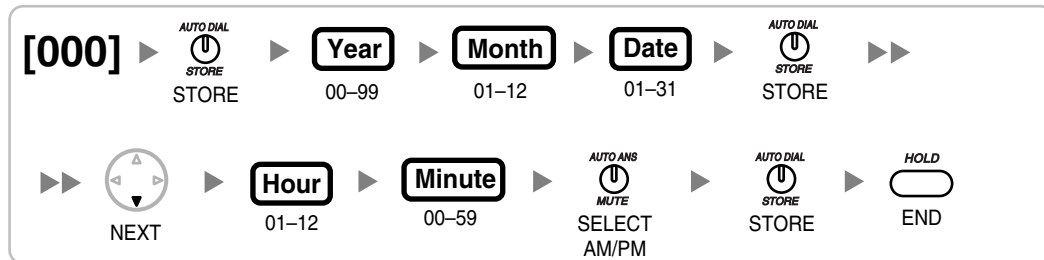 AUTO DIAL
AUTO DIAL
[000] Year Month Date
STORE
STORE
STORE 00–99 01–12 01–31 STORE
AUTO ANS AUTO DIAL HOLD
Hour Minute
MUTE STORE
NEXT 01–12 00–59 SELECT STORE END
AM/PM